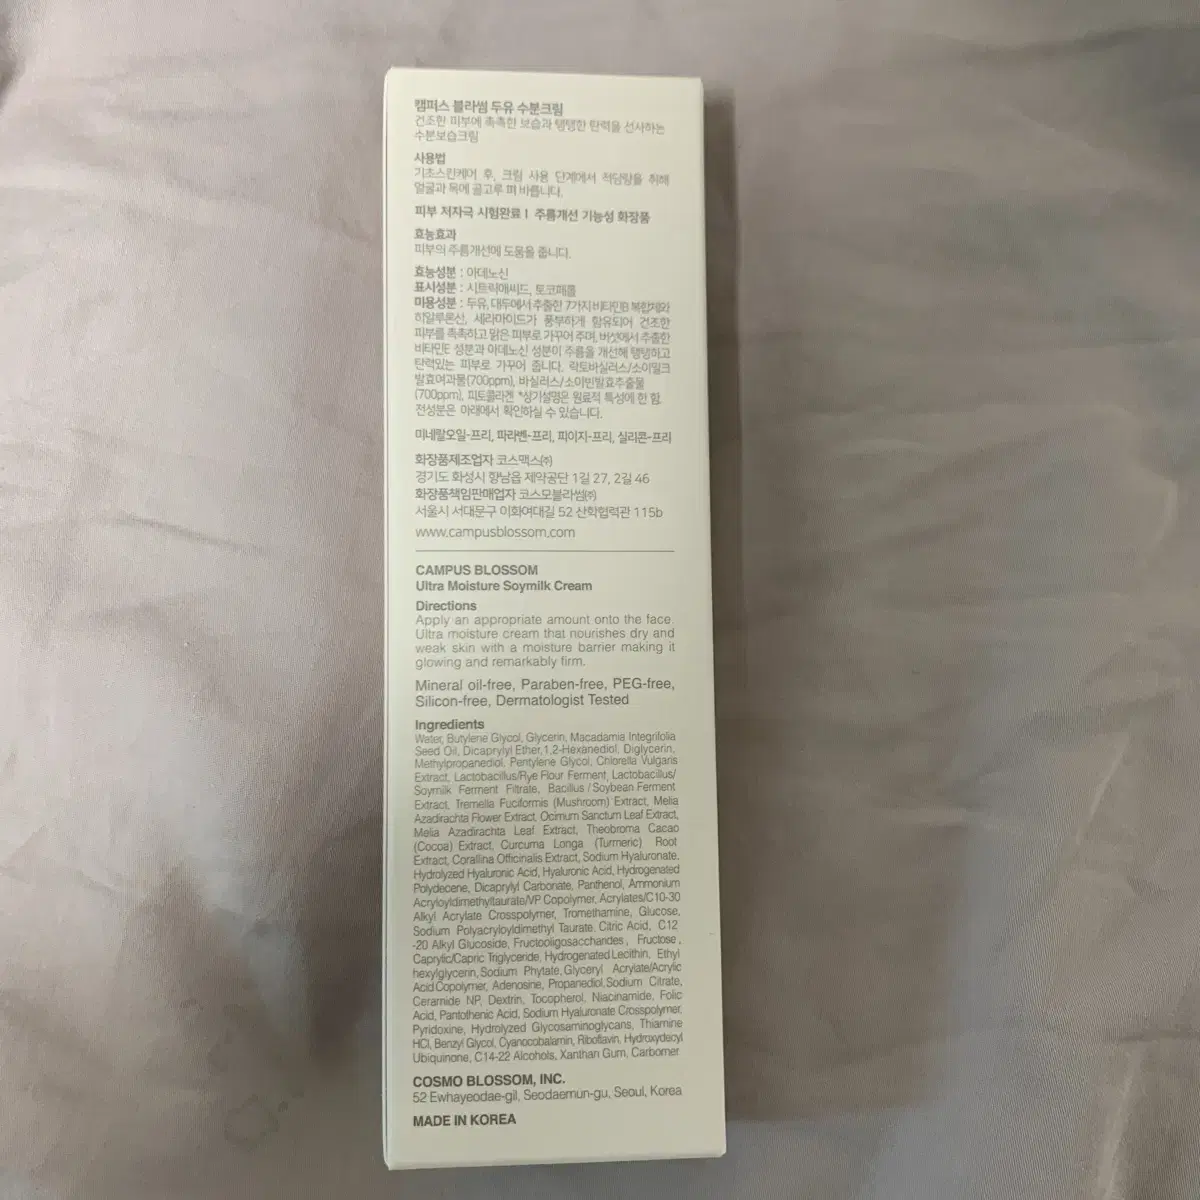 캠퍼스 블라썸 두유 수분크림
건조한 피부에 촉촉한 보습과 탱탱한 탄력을 선사하는
수분보습크림
사용법
기초스킨케어 후, 크림 사용 단계에서 적당량을 취해
얼굴과 목에 골고루 펴 바릅니다.
피부 저자극 시험완료 I 주름개선 기능성 화장품
효능효과
피부의 주름개선에 도움을 줍니다.
효능성분 : 아데노신
표시성분 : 시트릭애씨드, 토코페롤
미용성분 : 두유, 대두에서 추출한 7가지 비타민B 복합체와
히알루론산, 세라마이드가 풍부하게 함유되어 건조한
피부를 촉촉하고 맑은 피부로 가꾸어 주며, 버섯에서 추출한
비타민E 성분과 아데노신 성분이 주름을 개선해 탱탱하고
탄력있는 피부로 가꾸어 줍니다. 락토바실러스/소이밀크
발효여과물(700ppm), 바실러스/소이빈발효추출물
(700ppm), 피토콜라겐 *상기설명은 원료적 특성에 한 함.
전성분은 아래에서 확인하실 수 있습니다.
미네랄오일-프리, 파라벤-프리, 피이지-프리, 실리콘-프리
화장품제조업자 코스맥스㈜
경기도 화성시 향남읍 제약공단 1길 27, 2길 46
화장품책임판매업자 코스모블라썸㈜
서울시 서대문구 이화여대길 52 산학협력관 115b
www.campusblossom.com
CAMPUS BLOSSOM
Ultra Moisture Soymilk Cream
Directions
Apply an appropriate amount onto the face.
Ultra moisture cream that nourishes dry and
weak skin with a moisture barrier making it
glowing and remarkably firm.
Mineral oil-free, Paraben-free, PEG-free,
Silicon-free, Dermatologist Tested
Ingredients
Water, Butylene Glycol, Glycerin, Macadamia Integrifolia
Seed Oil, Dicaprylyl Ether, 1,2-Hexanediol, Diglycerin,
Methylpropanediol, Pentylene Glycol, Chlorella Vulgaris
Extract, Lactobacillus/Rye Flour Ferment, Lactobacillus/
Soymilk Ferment Filtrate, Bacillus/Soybean Ferment
Extract, Tremella Fuciformis (Mushroom) Extract, Melia
Azadirachta Flower Extract, Ocimum Sanctum Leaf Extract,
Melia Azadirachta Leaf Extract, Theobroma Cacao
(Cocoa) Extract, Curcuma Longa (Turmeric) Root
Extract, Corallina Officinalis Extract, Sodium Hyaluronate,
Hydrolyzed Hyaluronic Acid, Hyaluronic Acid, Hydrogenated
Polydecene, Dicaprylyl Carbonate, Panthenol, Ammonium
Acryloyldimethyltaurate/VP Copolymer, Acrylates/C10-30
Alkyl Acrylate Crosspolymer, Tromethamine, Glucose,
Sodium Polyacryloyldimethyl Taurate, Citric Acid, C12
-20 Alkyl Glucoside, Fructooligosaccharides, Fructose,
Caprylic/Capric Triglyceride, Hydrogenated Lecithin, Ethyl
hexylglycerin, Sodium Phytate, Glyceryl Acrylate/Acrylic
Acid Copolymer, Adenosine, Propanediol, Sodium Citrate,
Ceramide NP, Dextrin, Tocopherol, Niacinamide, Folic
Acid, Pantothenic Acid, Sodium Hyaluronate Crosspolymer,
Pyridoxine, Hydrolyzed Glycosaminoglycans, Thiamine
HCl, Benzyl Glycol, Cyanocobalamin, Riboflavin, Hydroxydecyl
Ubiquinone, C14-22 Alcohols, Xanthan Gum, Carbomer
COSMO BLOSSOM, INC.
52 Ewhayeodae-gil, Seodaemun-gu, Seoul, Korea
MADE IN KOREA